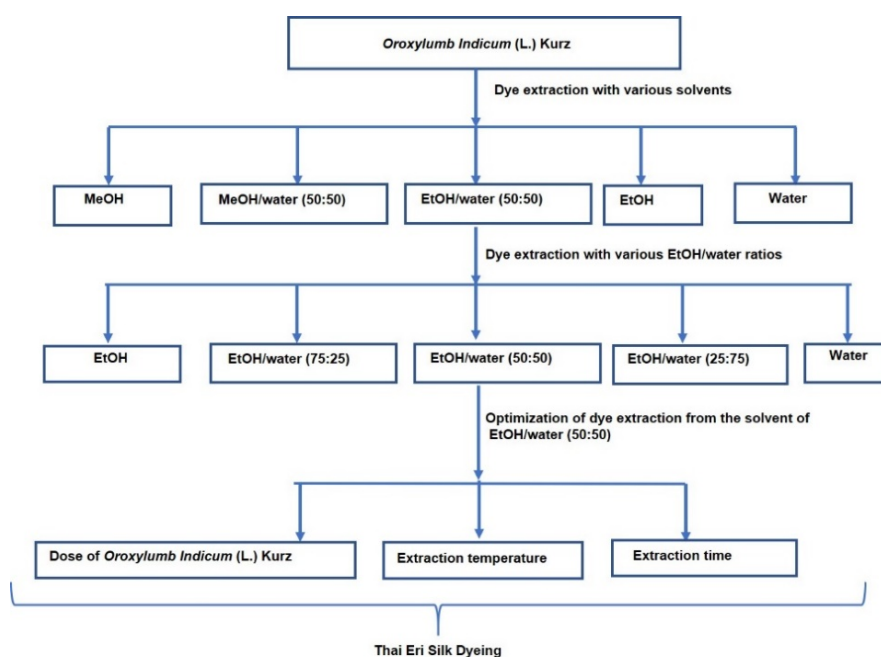 Oroxylumb Indicum (L.) Kurz
Dye extraction with various solvents
MeOH
MeOH/water (50:50)
EtOH/water (50:50)
EtOH
Water
Dye extraction with various EtOH/water ratios
EtOH
EtOH/water (75:25)
EtOH/water (50:50)
EtOH/water (25:75)
Water
Optimization of dye extraction from the solvent of
EtOH/water (50:50)
Dose of Oroxylumb Indicum (L.) Kurz
Extraction temperature
Extraction time
Thai Eri Silk Dyeing